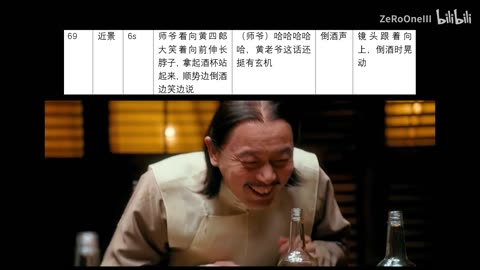 ZeRoOneIII bilibili
69 近景 6s 师爷看向黄四郎 （师爷）哈哈哈哈 倒酒声 镜头跟着向
大笑着向前伸长 哈，黄老爷这话还 上，倒酒时晃
脖子，拿起酒杯站 挺有玄机 动
起来，顺势边倒酒
边笑边说